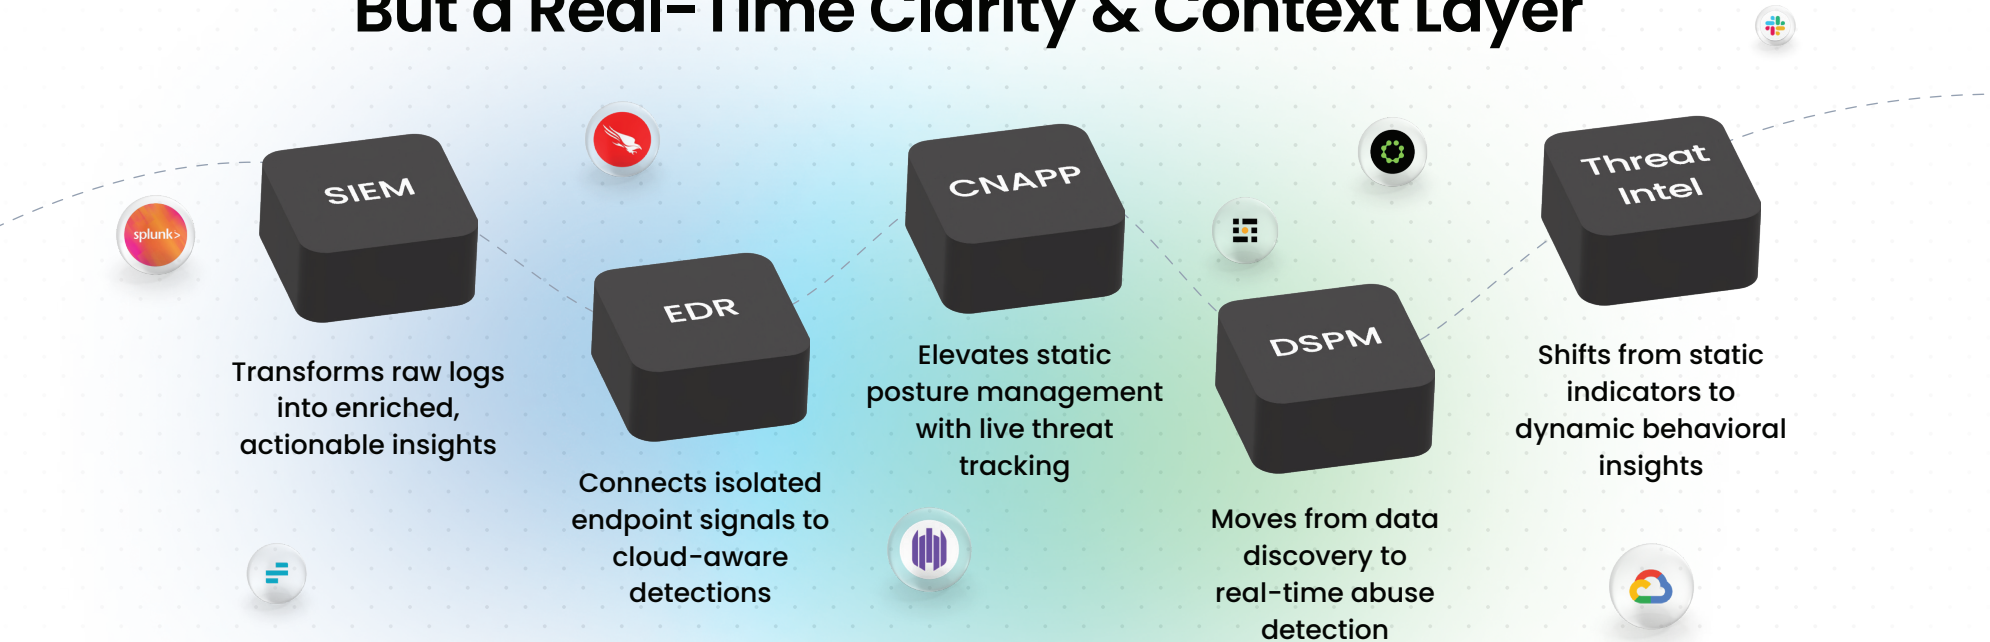 But a Real-Time Clarity & Context Layer
splunk>
SIEM
Transforms raw logs
into enriched,
actionable insights
EDR
Connects isolated
endpoint signals to
cloud-aware
detections
CNAPP
Elevates static
posture management
with live threat
tracking
DSPM
Moves from data
discovery to
real-time abuse
detection
Threat
Intel
Shifts from static
indicators to
dynamic behavioral
insights